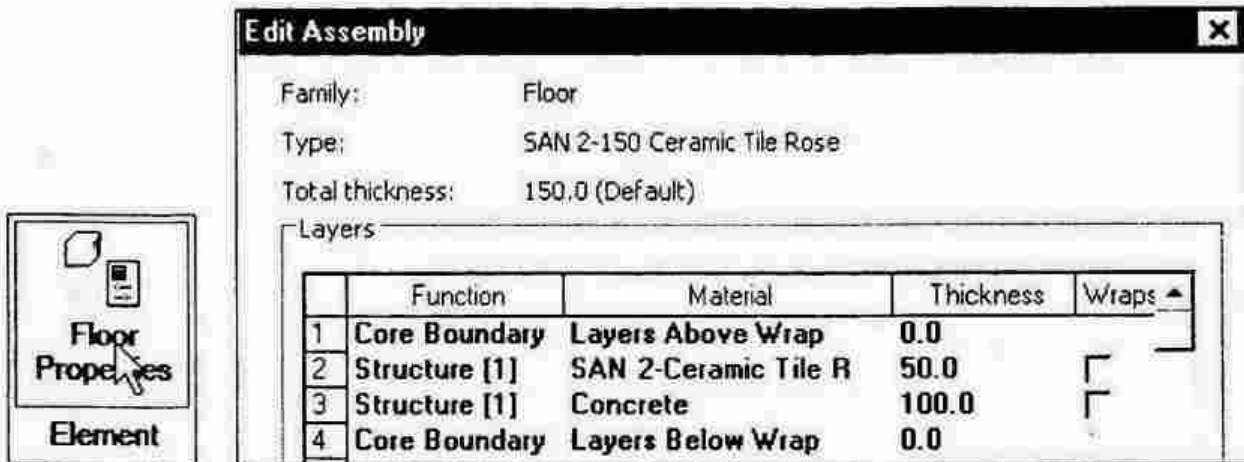 Edit Assembly
Family: Floor
Type: SAN 2-150 Ceramic Tile Rose
Total thickness: 150.0 (Default)
Layers
Function Material Thickness Wraps
1 Core Boundary Layers Above Wrap 0.0
2 Structure [1] SAN 2-Ceramic Tile R 50.0
3 Structure [1] Concrete 100.0
4 Core Boundary Layers Below Wrap 0.0
Floor
Properties
Element